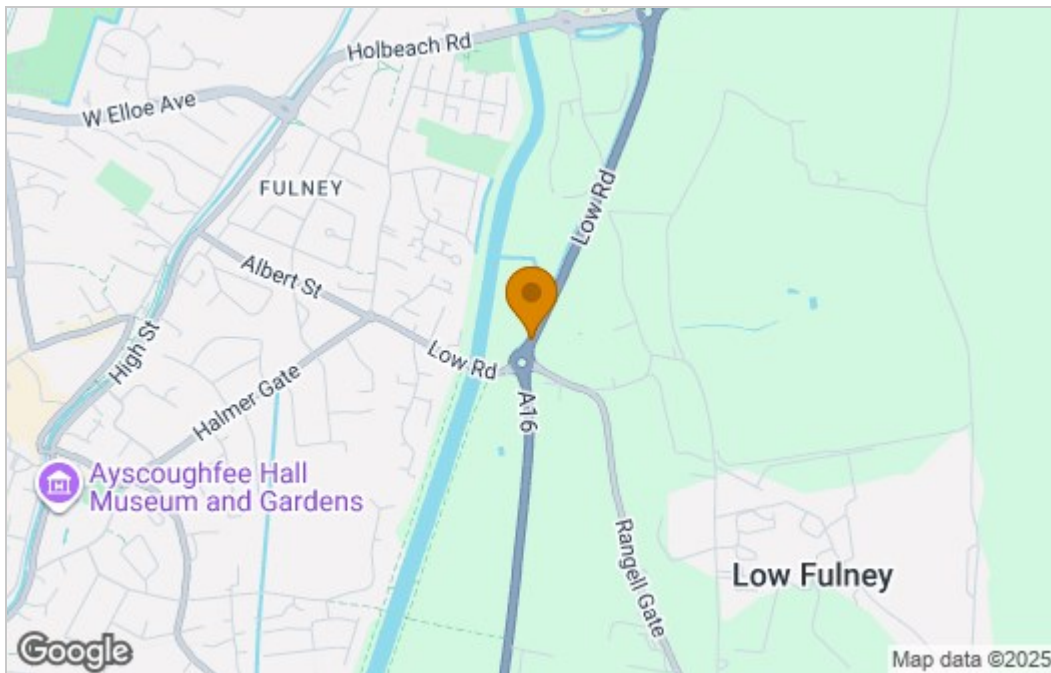 Holbeach Rd
W Elloe Ave
FULNEY
Low Rd
Albert St
High St
Low Rd
Halmer Gate
A16
Ayscoughfee Hall
Museum and Gardens
Rangell Gate
Low Fulney
Google
Map data ©2025